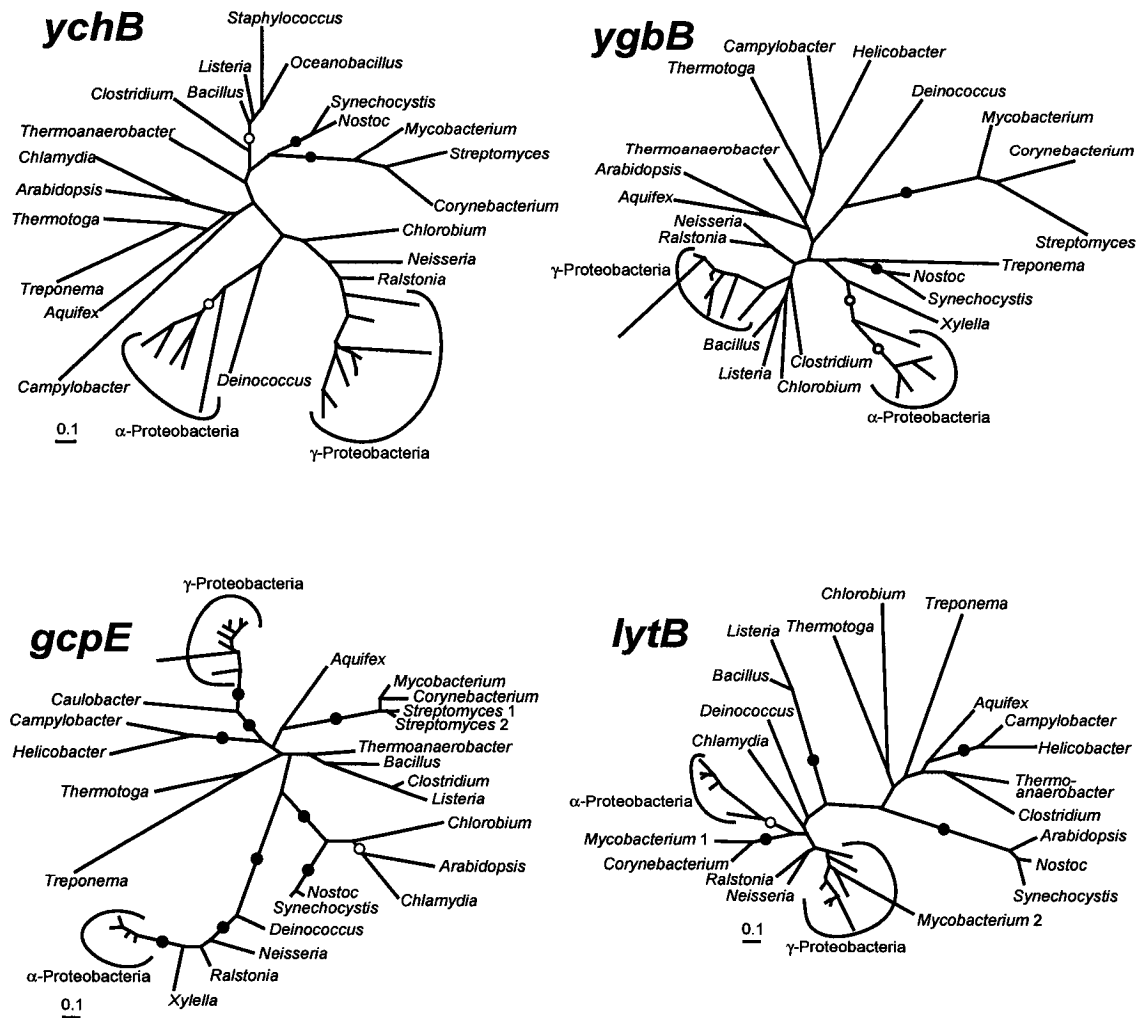 ychB
Staphylococcus
Listeria
Oceanobacillus
Bacillus
Clostridium
Synechocystis
Nostoc
Thermoanaerobacter
Mycobacterium
Chlamydia
Streptomyces
Arabidopsis
Corynebacterium
Thermotoga
Chlorobium
Neisseria
Ralstonia
Treponema
Aquifex
Campylobacter
Deinococcus
α-Proteobacteria
γ-Proteobacteria
0.1
ygbB
Campylobacter
Helicobacter
Thermotoga
Deinococcus
Mycobacterium
Thermoanaerobacter
Corynebacterium
Arabidopsis
Aquifex
Neisseria
Streptomyces
Ralstonia
γ-Proteobacteria
Treponema
Nostoc
Synechocystis
Xylella
Bacillus
Clostridium
Listeria
Chlorobium
α-Proteobacteria
gcpE
γ-Proteobacteria
Aquifex
Mycobacterium
Corynebacterium
Streptomyces 1
Streptomyces 2
Caulobacter
Campylobacter
Helicobacter
Thermoanaerobacter
Bacillus
Clostridium
Thermotoga
Listeria
Chlorobium
Arabidopsis
Treponema
Nostoc
Chlamydia
Synechocystis
Deinococcus
Neisseria
α-Proteobacteria
Ralstonia
Xylella
0.1
lytB
Chlorobium
Treponema
Listeria
Thermotoga
Bacillus
Aquifex
Deinococcus
Campylobacter
Chlamydia
Helicobacter
Thermo-
anaerobacter
α-Proteobacteria
Clostridium
Mycobacterium 1
Arabidopsis
Corynebacterium
Nostoc
Ralstonia
Neisseria
Synechocystis
Mycobacterium 2
0.1
γ-Proteobacteria